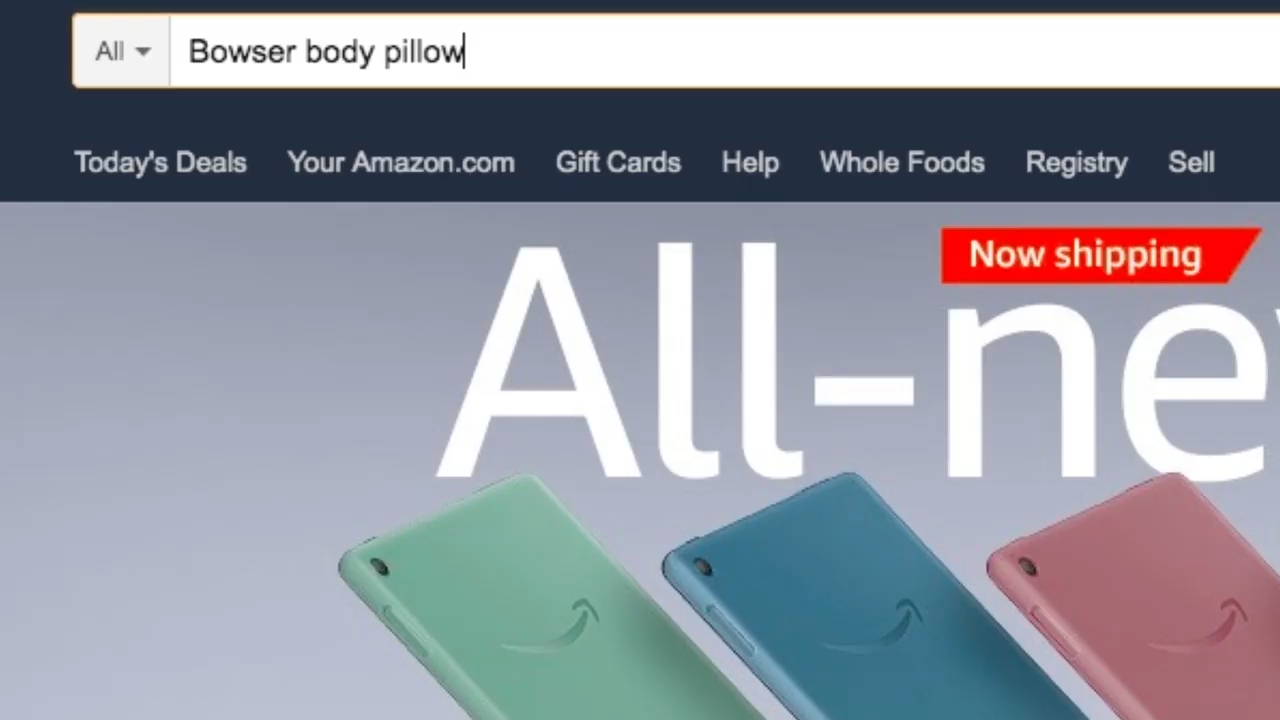 All Bowser body pillow
Today's Deals Your Amazon.com Gift Cards Help Whole Foods Registry Sell
Now shipping
All-ne